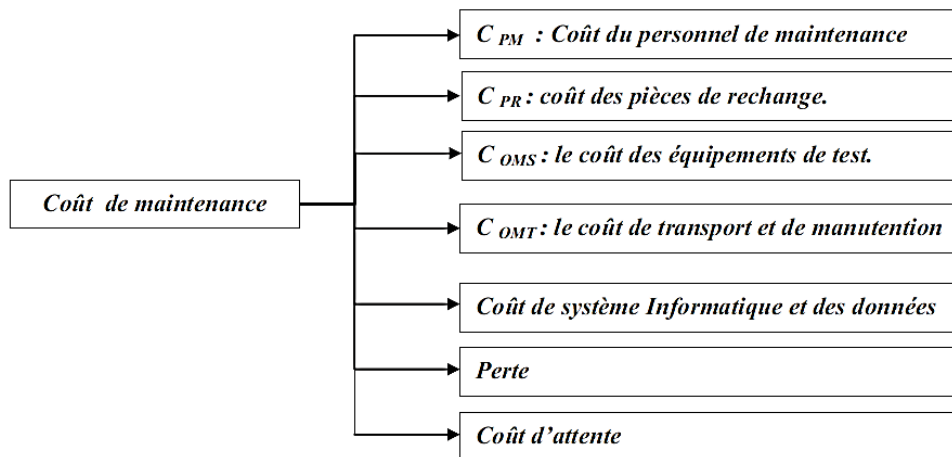 C PM : Coût du personnel de maintenance
C PR : coût des pièces de rechange.
C OMS : le coût des équipements de test.
Coût de maintenance
C OMT : le coût de transport et de manutention
Coût de système Informatique et des données
Perte
Coût d'attente